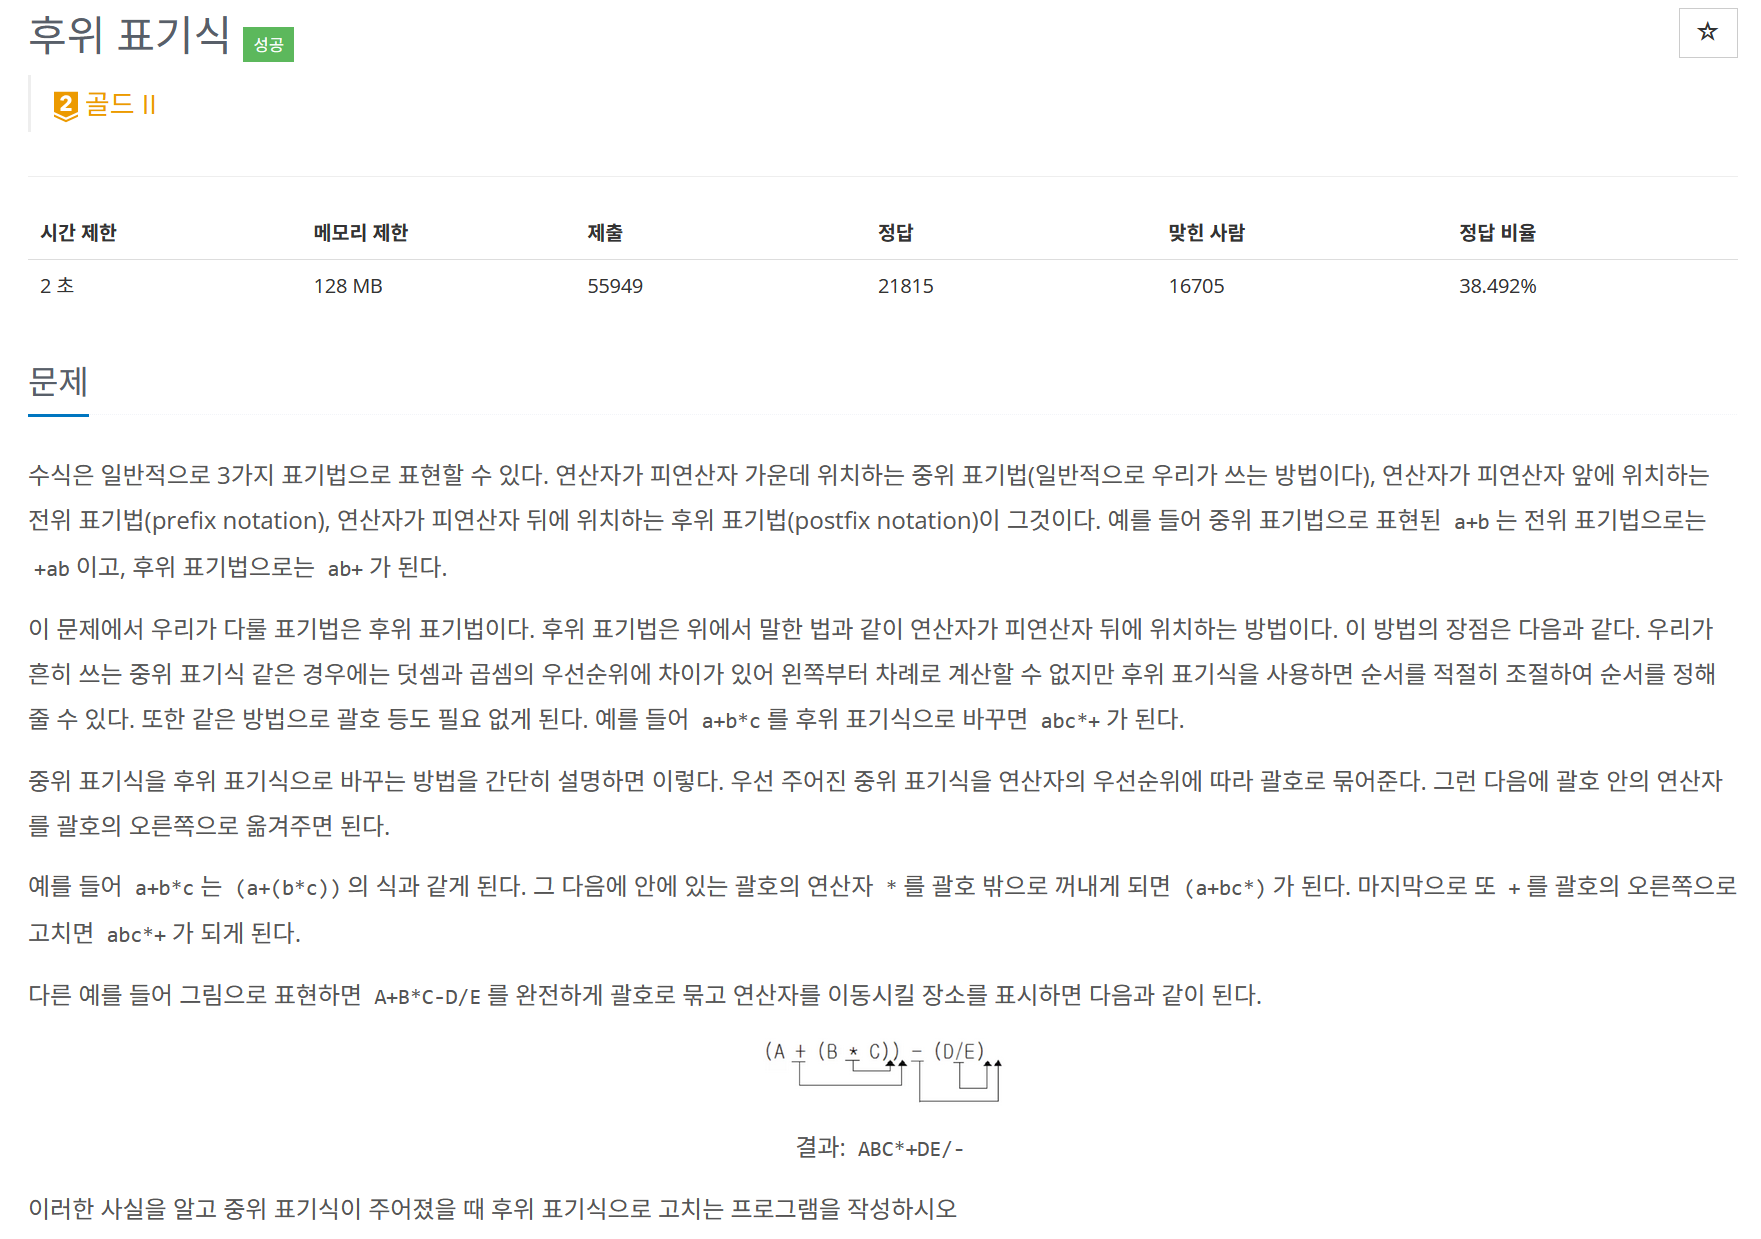 후위 표기식 성공
☆
2 골드 II
시간 제한 메모리 제한 제출 정답 맞힌 사람 정답 비율
2 초 128 MB 55949 21815 16705 38.492%
문제
수식은 일반적으로 3가지 표기법으로 표현할 수 있다. 연산자가 피연산자 가운데 위치하는 중위 표기법(일반적으로 우리가 쓰는 방법이다), 연산자가 피연산자 앞에 위치하는
전위 표기법(prefix notation), 연산자가 피연산자 뒤에 위치하는 후위 표기법(postfix notation)이 그것이다. 예를 들어 중위 표기법으로 표현된 a+b 는 전위 표기법으로는
+ab 이고, 후위 표기법으로는 ab+ 가 된다.
이 문제에서 우리가 다룰 표기법은 후위 표기법이다. 후위 표기법은 위에서 말한 법과 같이 연산자가 피연산자 뒤에 위치하는 방법이다. 이 방법의 장점은 다음과 같다. 우리가
흔히 쓰는 중위 표기식 같은 경우에는 덧셈과 곱셈의 우선순위에 차이가 있어 왼쪽부터 차례로 계산할 수 없지만 후위 표기식을 사용하면 순서를 적절히 조절하여 순서를 정해
줄 수 있다. 또한 같은 방법으로 괄호 등도 필요 없게 된다. 예를 들어 a+b*c 를 후위 표기식으로 바꾸면 abc*+ 가 된다.
중위 표기식을 후위 표기식으로 바꾸는 방법을 간단히 설명하면 이렇다. 우선 주어진 중위 표기식을 연산자의 우선순위에 따라 괄호로 묶어준다. 그런 다음에 괄호 안의 연산자
를 괄호의 오른쪽으로 옮겨주면 된다.
예를 들어 a+b*c 는 (a+(b*c)) 의 식과 같게 된다. 그 다음에 안에 있는 괄호의 연산자 * 를 괄호 밖으로 꺼내게 되면 (a+bc*) 가 된다. 마지막으로 또 + 를 괄호의 오른쪽으로
고치면 abc*+ 가 되게 된다.
다른 예를 들어 그림으로 표현하면 A+B*C-D/E 를 완전하게 괄호로 묶고 연산자를 이동시킬 장소를 표시하면 다음과 같이 된다.
(A + (B * C)) - (D/E)
결과: ABC*+DE/-
이러한 사실을 알고 중위 표기식이 주어졌을 때 후위 표기식으로 고치는 프로그램을 작성하시오